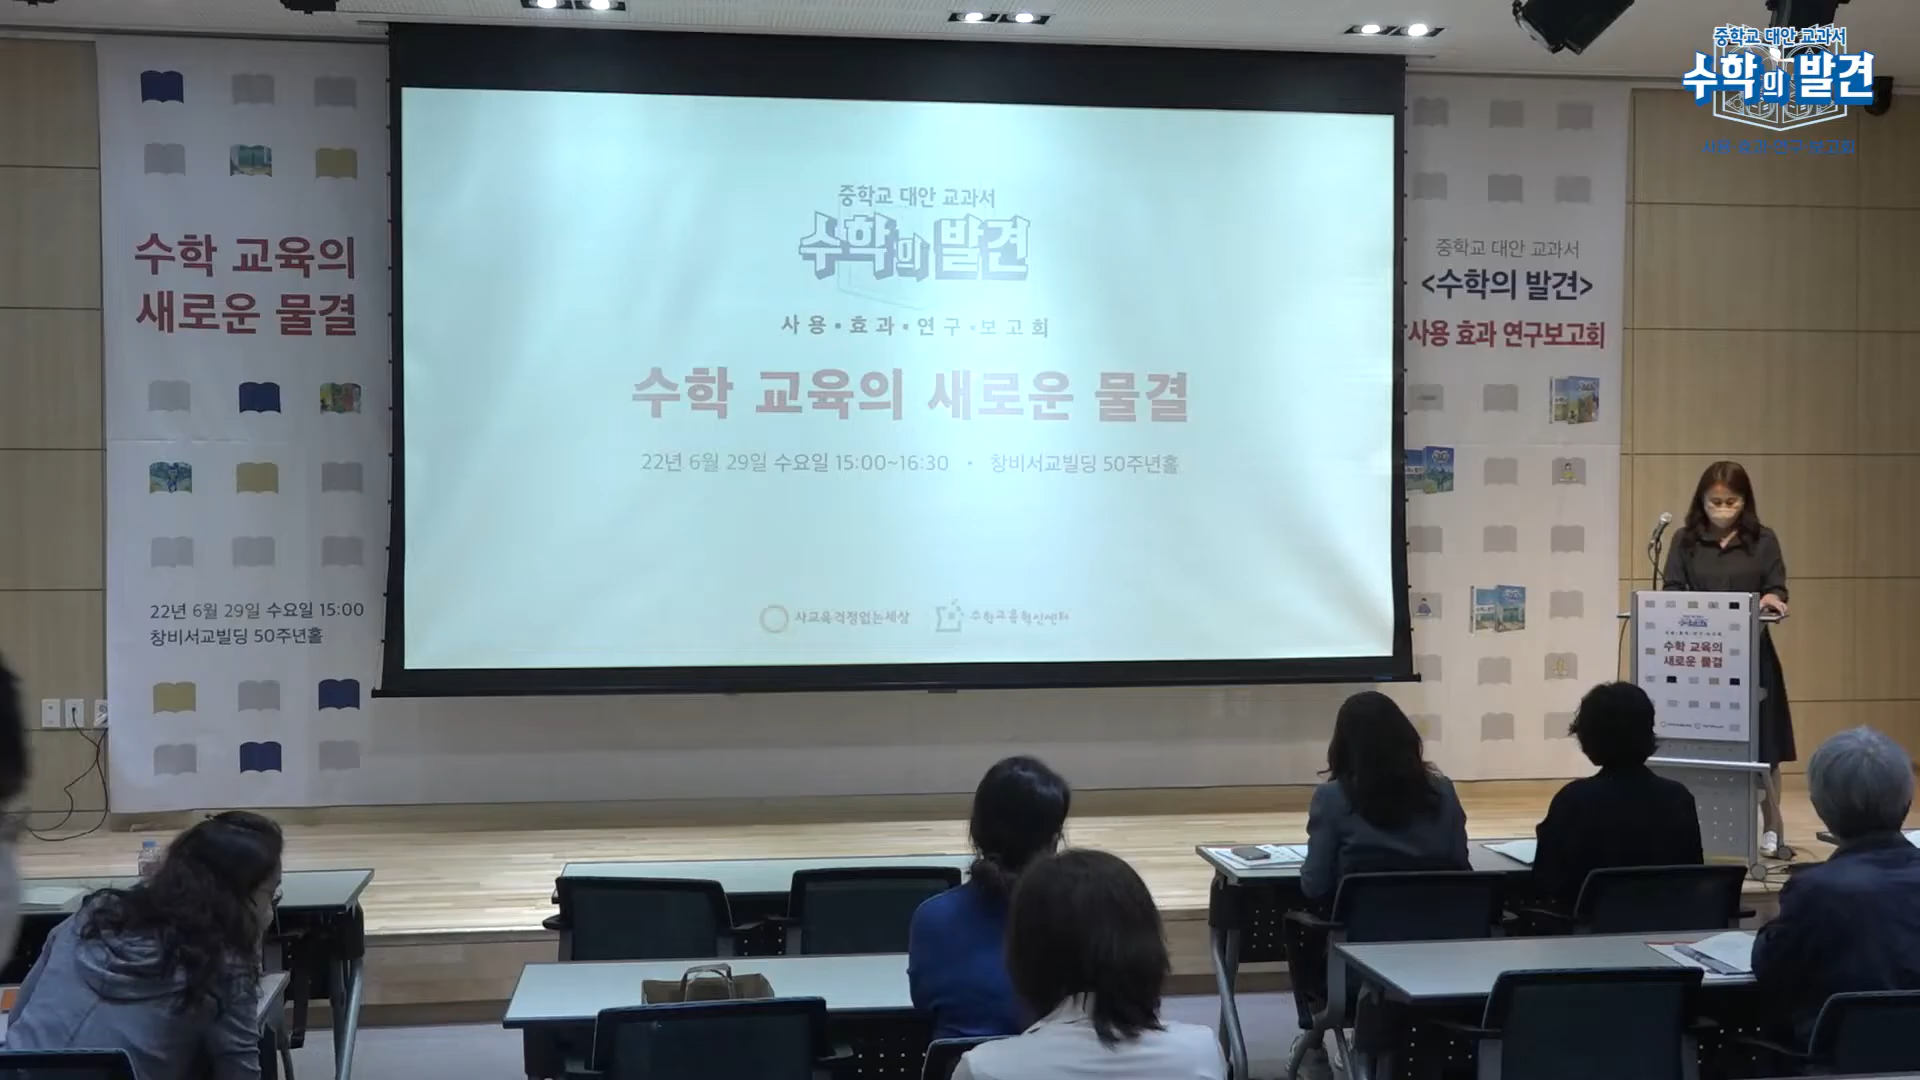 수학 교육의
새로운 물결
22년 6월 29일 수요일 15:00
창비서교빌딩 50주년홀
중학교 대안 교과서
수학의 발견
사용•효과•연구•보고회
수학 교육의 새로운 물결
22년 6월 29일 수요일 15:00~16:30 • 창비서교빌딩 50주년홀
사교육걱정없는세상 수학교육혁신센터
중학교 대안 교과서
수학의 발견
사용•효과•연구•보고회
중학교 대안 교과서
<수학의 발견>
사용 효과 연구보고회
수학 교육의
새로운 물결